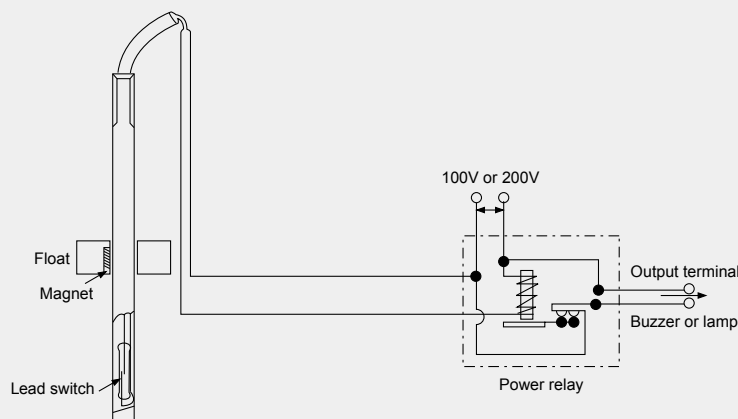 100V or 200V
Float
Magnet
Output terminal
Buzzer or lamp
Lead switch
Power relay